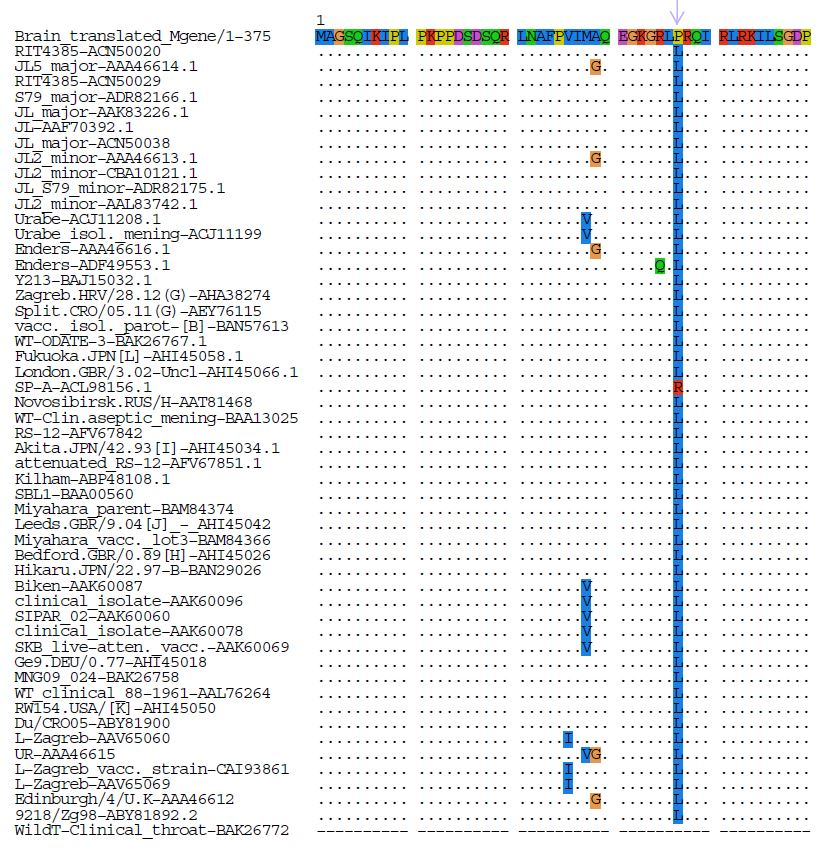 1
Brain_translated_Mgene/1-375 MAGSQIKIPL PKPPDSDSQR LNAFPVIMAQ EGKGRLPRQI RLRKILSGDP
RIT4385-ACN50020 .......... .......... .......... ......L... ..........
JL5_major-AAA46614.1 .......... .......... ........G. ......L... ..........
RIT4385-ACN50029 .......... .......... .......... ......L... ..........
S79_major-ADR82166.1 .......... .......... .......... ......L... ..........
JL_major-AAK83226.1 .......... .......... .......... ......L... ..........
JL-AAF70392.1 .......... .......... .......... ......L... ..........
JL_major-ACN50038 .......... .......... .......... ......L... ..........
JL2_minor-AAA46613.1 .......... .......... ........G. ......L... ..........
JL2_minor-CBA10121.1 .......... .......... .......... ......L... ..........
JL_S79_minor-ADR82175.1 .......... .......... .......... ......L... ..........
JL2_minor-AAL83742.1 .......... .......... .......... ......L... ..........
Urabe-ACJ11208.1 .......... .......... .......V.. ......L... ..........
Urabe_isol._mening-ACJ11199 .......... .......... .......V.. ......L... ..........
Enders-AAA46616.1 .......... .......... ........G. ......L... ..........
Enders-ADF49553.1 .......... .......... .......... ....Q.L... ..........
Y213-BAJ15032.1 .......... .......... .......... ......L... ..........
Zagreb.HRV/28.12(G)-AHA38274 .......... .......... .......... ......L... ..........
Split.CRO/05.11(G)-AEY76115 .......... .......... .......... ......L... ..........
vacc._isol._parot-[B]-BAN57613 .......... .......... .......... ......L... ..........
WT-ODATE-3-BAK26767.1 .......... .......... .......... ......L... ..........
Fukuoka.JPN[L]-AHI45058.1 .......... .......... .......... ......L... ..........
London.GBR/3.02-Uncl-AHI45066.1 .......... .......... .......... ......L... ..........
SP-A-ACL98156.1 .......... .......... .......... ......R... ..........
Novosibirsk.RUS/H-AAT81468 .......... .......... .......... ......L... ..........
WT-Clin.aseptic_mening-BAA13025 .......... .......... .......... ......L... ..........
RS-12-AFV67842 .......... .......... .......... ......L... ..........
Akita.JPN/42.93[I]-AHI45034.1 .......... .......... .......... ......L... ..........
attenuated_RS-12-AFV67851.1 .......... .......... .......... ......L... ..........
Kilham-ABP48108.1 .......... .......... .......... ......L... ..........
SBL1-BAA00560 .......... .......... .......... ......L... ..........
Miyahara_parent-BAM84374 .......... .......... .......... ......L... ..........
Leeds.GBR/9.04[J]_-_AHI45042 .......... .......... .......... ......L... ..........
Miyahara_vacc._lot3-BAM84366 .......... .......... .......... ......L... ..........
Bedford.GBR/0.89[H]-AHI45026 .......... .......... .......... ......L... ..........
Hikaru.JPN/22.97-B-BAN29026 .......... .......... .......... ......L... ..........
Biken-AAK60087 .......... .......... .......V.. ......L... ..........
clinical_isolate-AAK60096 .......... .......... .......V.. ......L... ..........
SIPAR_02-AAK60060 .......... .......... .......V.. ......L... ..........
clinical_isolate-AAK60078 .......... .......... .......V.. ......L... ..........
SKB_live-atten._vacc.-AAK60069 .......... .......... .......V.. ......L... ..........
Ge9.DEU/0.77-AHI45018 .......... .......... .......... ......L... ..........
MNG09_024-BAK26758 .......... .......... .......... ......L... ..........
WT_clinical_88-1961-AAL76264 .......... .......... .......... ......L... ..........
RW154.USA/[K]-AHI45050 .......... .......... .......... ......L... ..........
Du/CRO05-ABY81900 .......... .......... .......... ......L... ..........
L-Zagreb-AAV65060 .......... .......... .....I.... ......L... ..........
UR-AAA46615 .......... .......... .......VG. ......L... ..........
L-Zagreb_vacc._strain-CAI93861 .......... .......... .....I.... ......L... ..........
L-Zagreb-AAV65069 .......... .......... .....I.... ......L... ..........
Edinburgh/4/U.K-AAA46612 .......... .......... ........G. ......L... ..........
9218/Zg98-ABY81892.2 .......... .......... .......... ......L... ..........
WildT-Clinical_throat-BAK26772 ---------- ---------- ---------- ---------- ----------